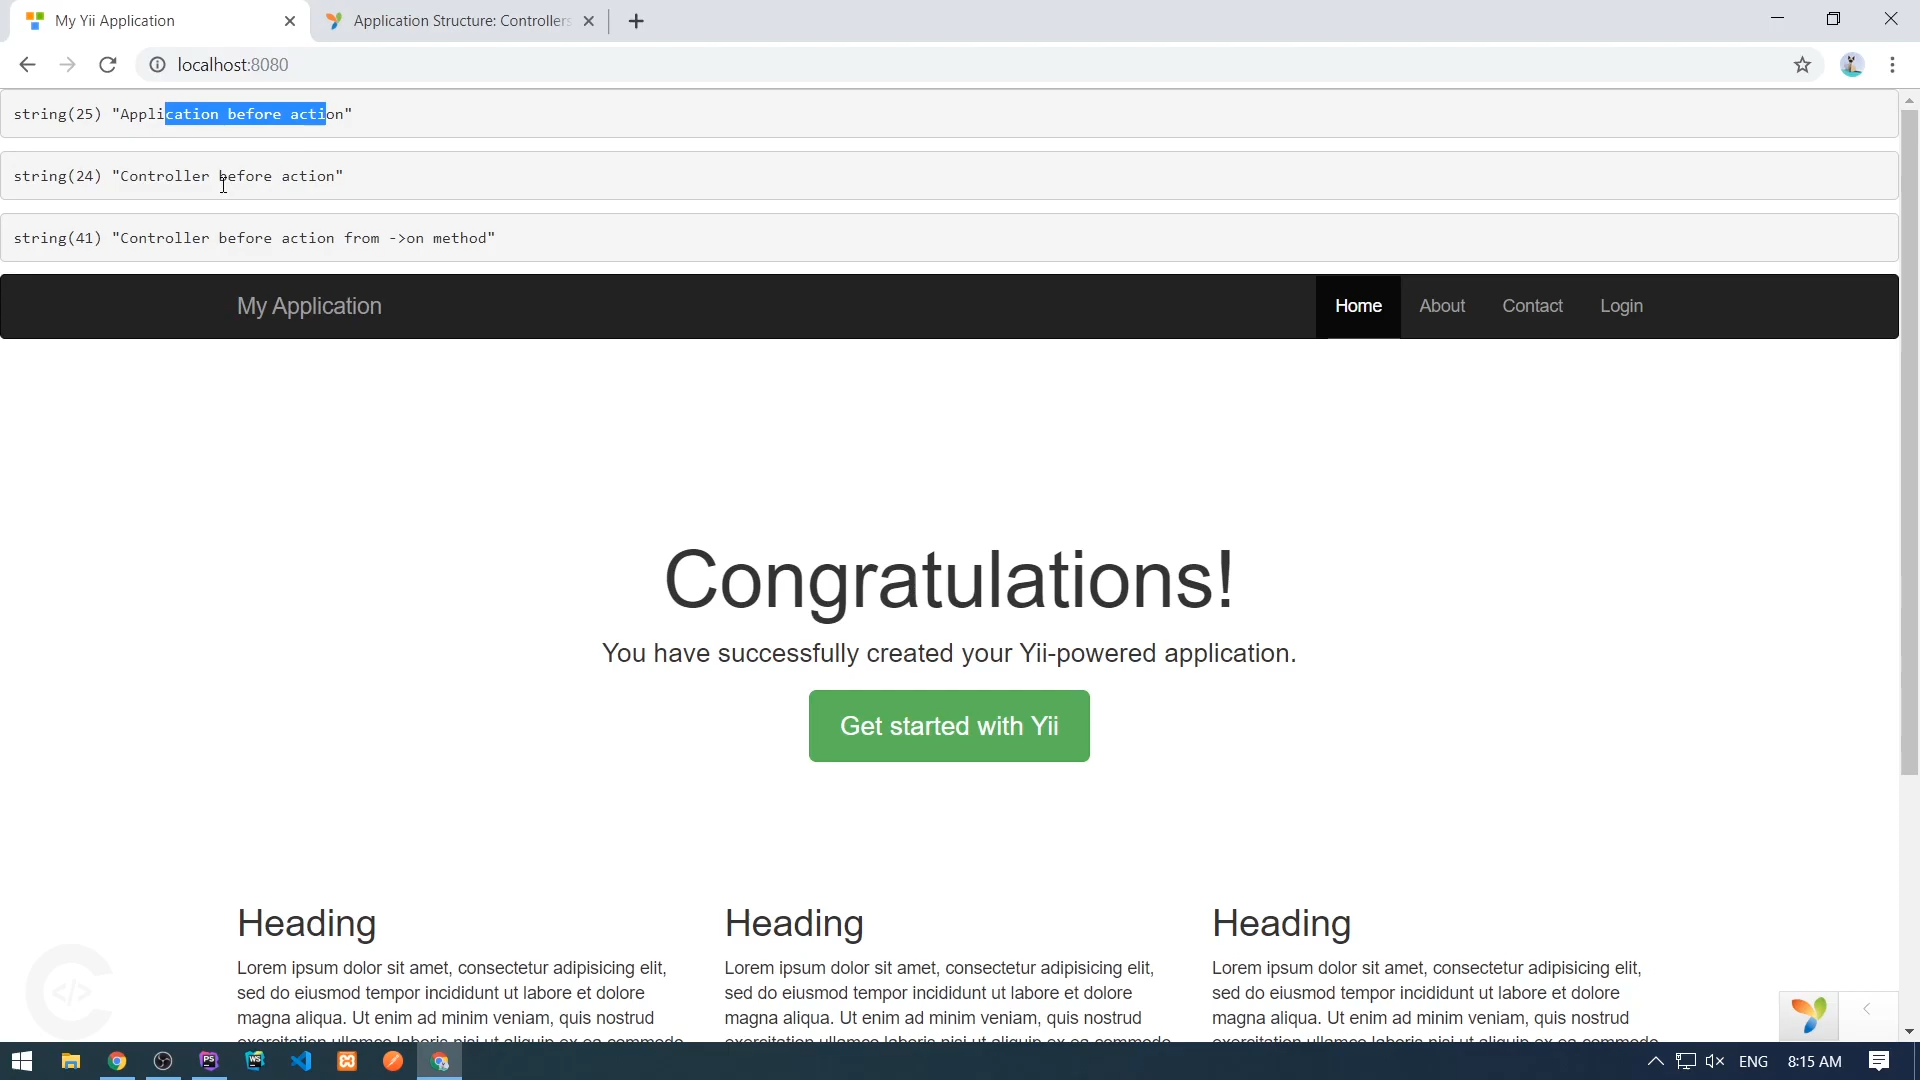 My Yii Application
Application Structure: Controllers
localhost:8080
string(25) "Application before action"
string(24) "Controller before action"
string(41) "Controller before action from ->on method"
My Application
Home
About
Contact
Login
Congratulations!
You have successfully created your Yii-powered application.
Get started with Yii
Heading
Lorem ipsum dolor sit amet, consectetur adipisicing elit,
sed do eiusmod tempor incididunt ut labore et dolore
magna aliqua. Ut enim ad minim veniam, quis nostrud
Heading
Lorem ipsum dolor sit amet, consectetur adipisicing elit,
sed do eiusmod tempor incididunt ut labore et dolore
magna aliqua. Ut enim ad minim veniam, quis nostrud
Heading
Lorem ipsum dolor sit amet, consectetur adipisicing elit,
sed do eiusmod tempor incididunt ut labore et dolore
magna aliqua. Ut enim ad minim veniam, quis nostrud
</>
PS
WS
ENG
8:15 AM